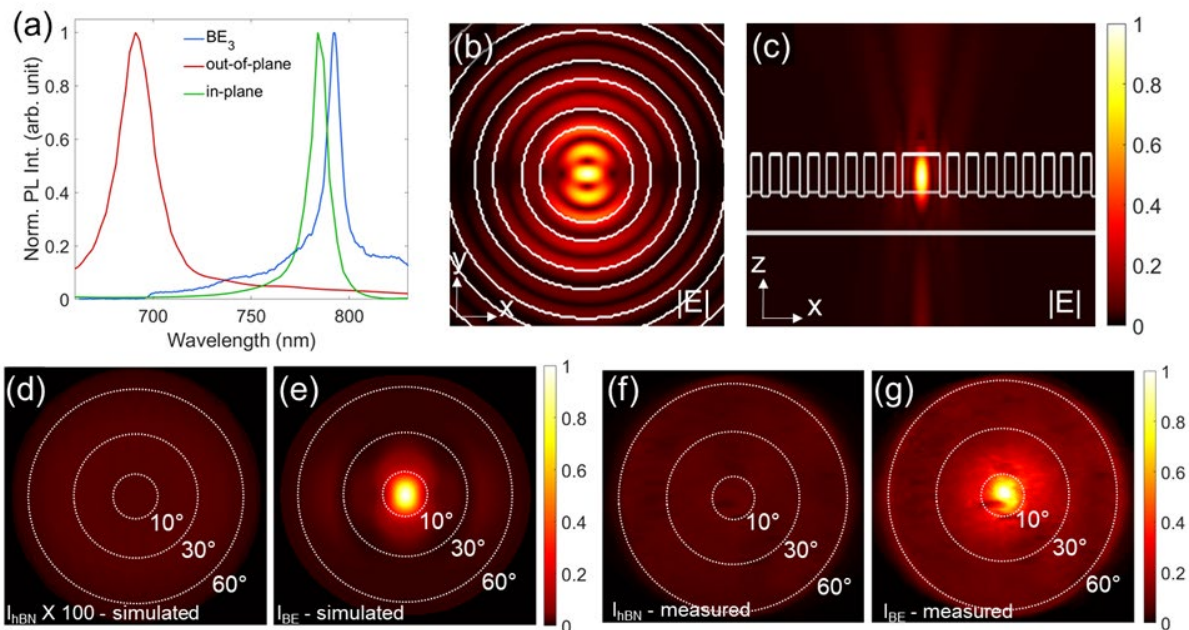 (a)
Norm. PL Int. (arb. unit)
1
0.8
0.6
0.4
0.2
0
BE3
out-of-plane
in-plane
700
750
800
Wavelength (nm)
(b)
y
x
|E|
(c)
z
x
|E|
1
0.8
0.6
0.4
0.2
0
(d)
10°
30°
60°
IhBN X 100 - simulated
(e)
10°
30°
60°
IBE - simulated
1
0.8
0.6
0.4
0.2
0
(f)
10°
30°
60°
IhBN - measured
(g)
10°
30°
60°
IBE - measured
1
0.8
0.6
0.4
0.2
0